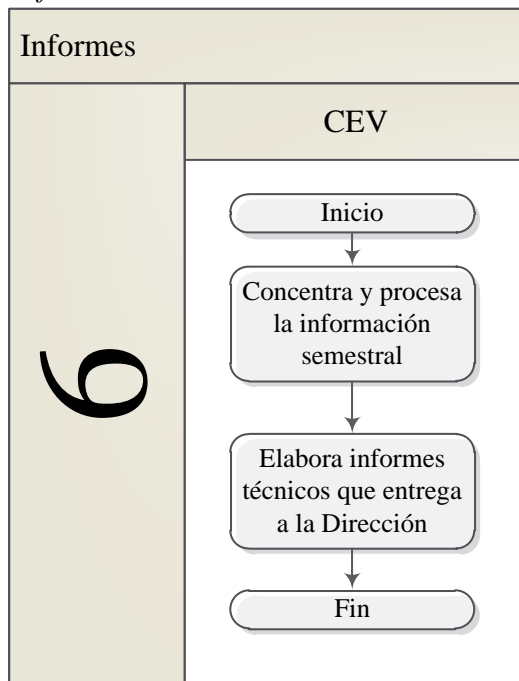 Informes
CEV
6
Inicio
Concentra y procesa
la información
semestral
Elabora informes
técnicos que entrega
a la Dirección
Fin